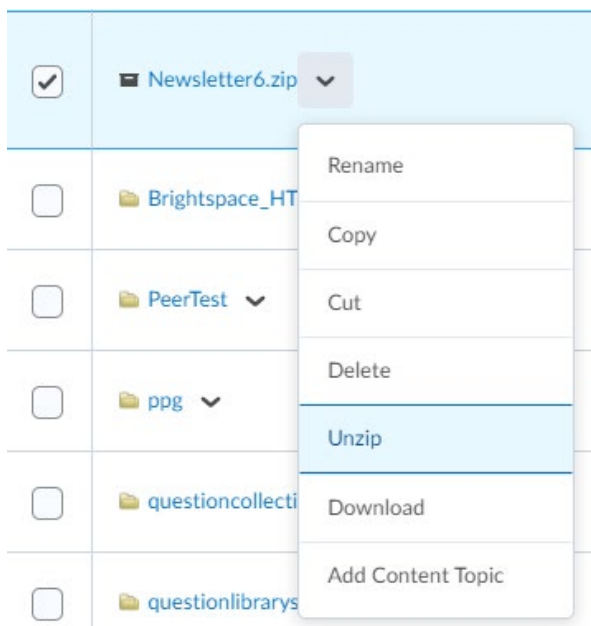 Newsletter6.zip
Rename
Brightspace_HT
Copy
PeerTest
Cut
Delete
ppg
Unzip
questioncollecti
Download
Add Content Topic
questionlibrarys